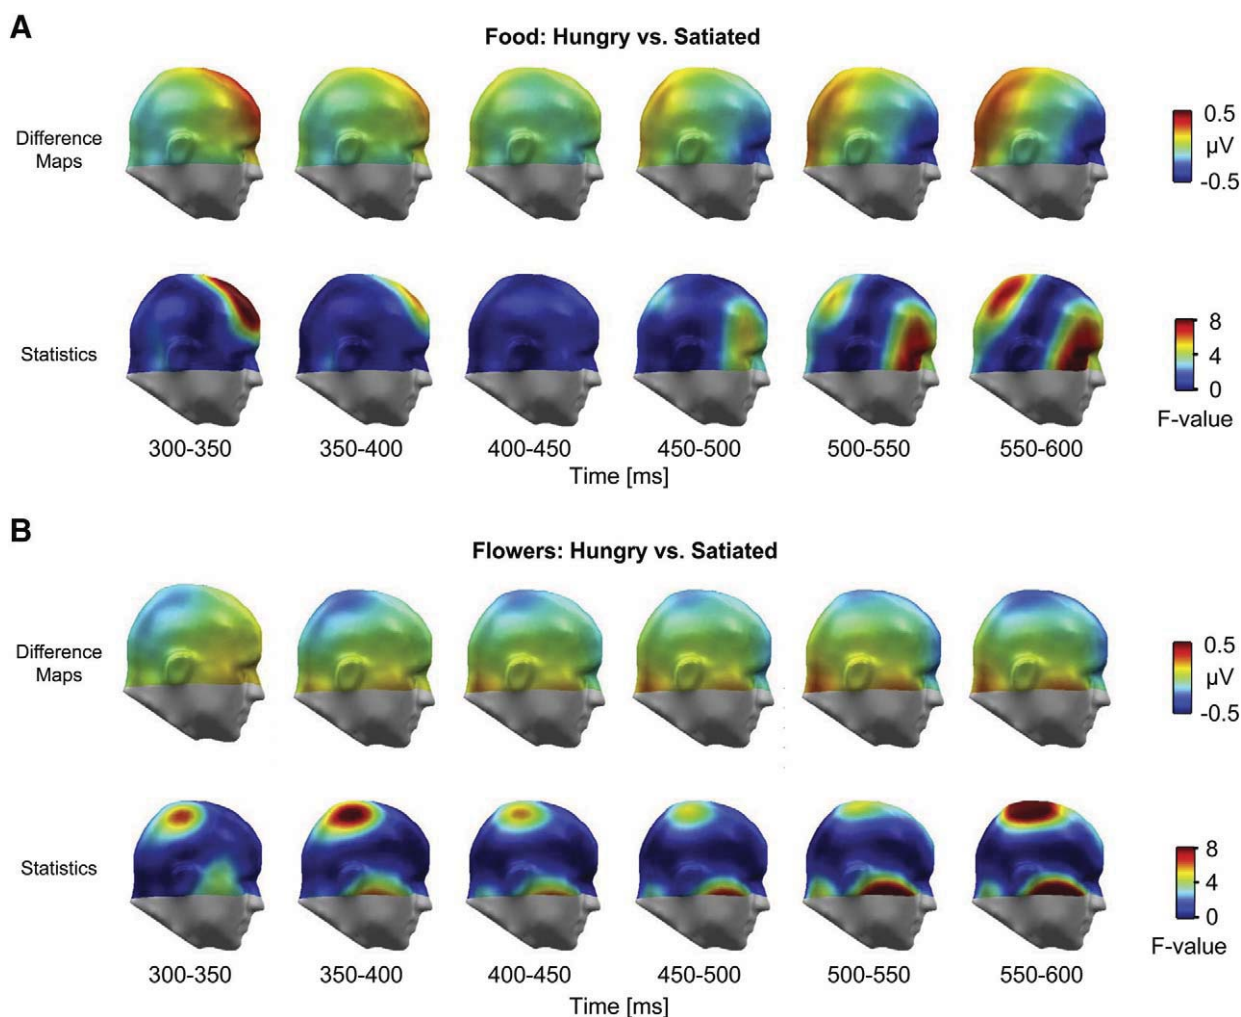 A
Food: Hungry vs. Satiated
Difference
Maps
0.5
µV
-0.5
Statistics
8
4
0
F-value
300-350 350-400 400-450 450-500 500-550 550-600
Time [ms]
B
Flowers: Hungry vs. Satiated
Difference
Maps
0.5
µV
-0.5
Statistics
8
4
0
F-value
300-350 350-400 400-450 450-500 500-550 550-600
Time [ms]